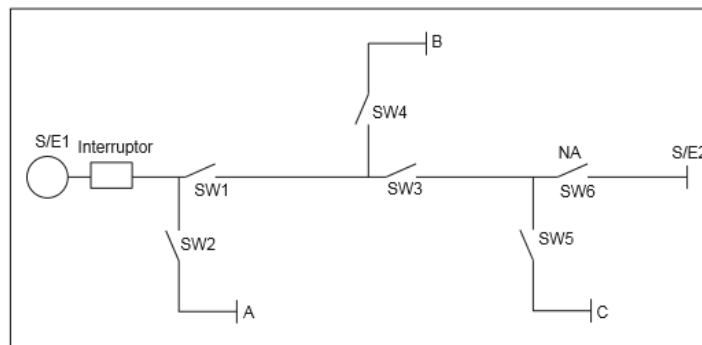 B
SW4
S/E1
Interruptor
NA
S/E2
SW1
SW3
SW6
SW2
SW5
A
C